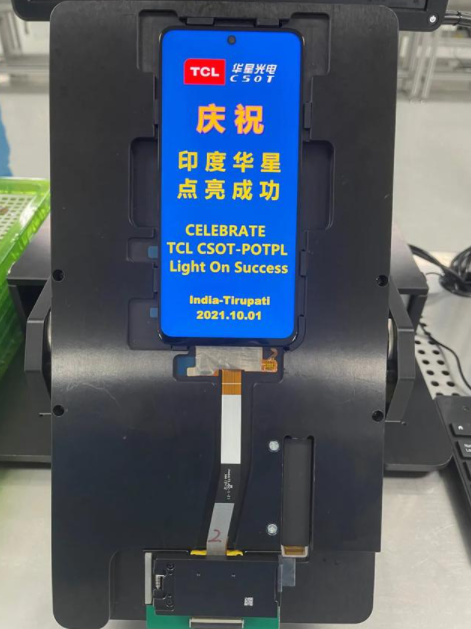 TCL 华星光电
CSOT
庆祝
印度华星
点亮成功
CELEBRATE
TCL CSOT-POTPL
Light On Success
India-Tirupati
2021.10.01
2